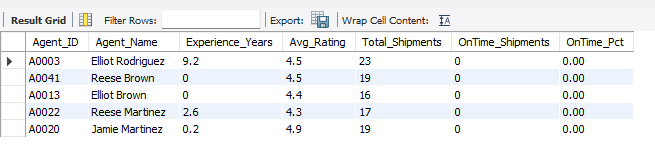 Result Grid Filter Rows: Export: Wrap Cell Content:
Agent_ID Agent_Name Experience_Years Avg_Rating Total_Shipments OnTime_Shipments OnTime_Pct
A0003 Elliot Rodriguez 9.2 4.5 23 0 0.00
A0041 Reese Brown 0 4.5 19 0 0.00
A0013 Elliot Brown 0 4.4 16 0 0.00
A0022 Reese Martinez 2.6 4.3 17 0 0.00
A0020 Jamie Martinez 0.2 4.9 19 0 0.00